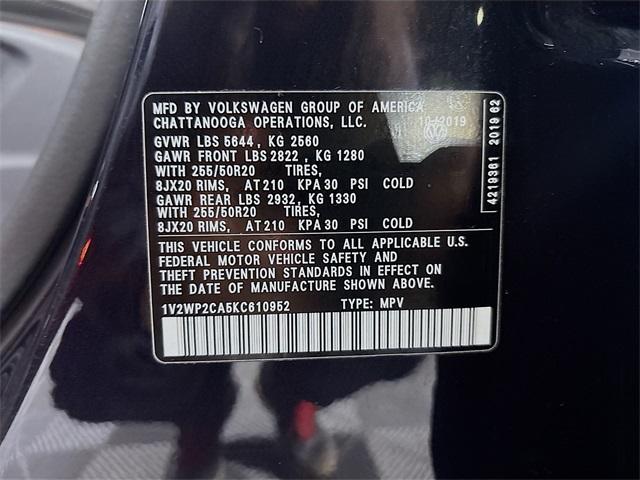 MFD BY VOLKSWAGEN GROUP OF AMERICA
CHATTANOOGA OPERATIONS, LLC. 10/2019
GVWR LBS 5644 , KG 2560
GAWR FRONT LBS 2822 , KG 1280
WITH 255/50R20 TIRES,
8JX20 RIMS, AT 210 KPA 30 PSI COLD
GAWR REAR LBS 2932, KG 1330
WITH 255/50R20 TIRES,
8JX20 RIMS, AT 210 KPA 30 PSI COLD
THIS VEHICLE CONFORMS TO ALL APPLICABLE U.S.
FEDERAL MOTOR VEHICLE SAFETY AND
THEFT PREVENTION STANDARDS IN EFFECT ON
THE DATE OF MANUFACTURE SHOWN ABOVE.
1V2WP2CA5KC610952 TYPE: MPV
4219361 2019 62